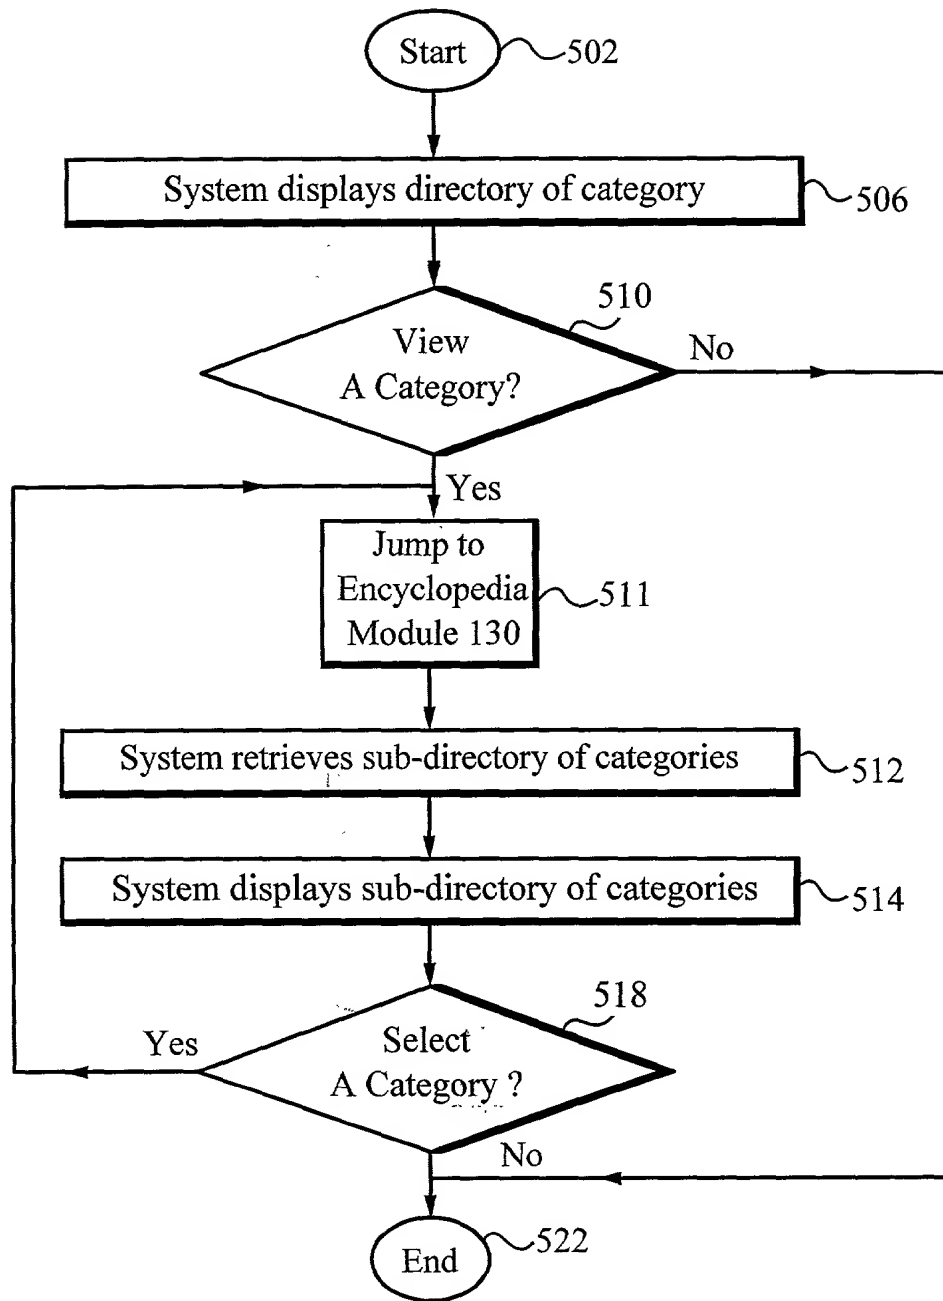 Start
502
System displays directory of category
506
510
View
A Category?
No
Yes
Jump to
Encyclopedia
Module 130
511
System retrieves sub-directory of categories
512
System displays sub-directory of categories
514
518
Select
A Category ?
Yes
No
End
522